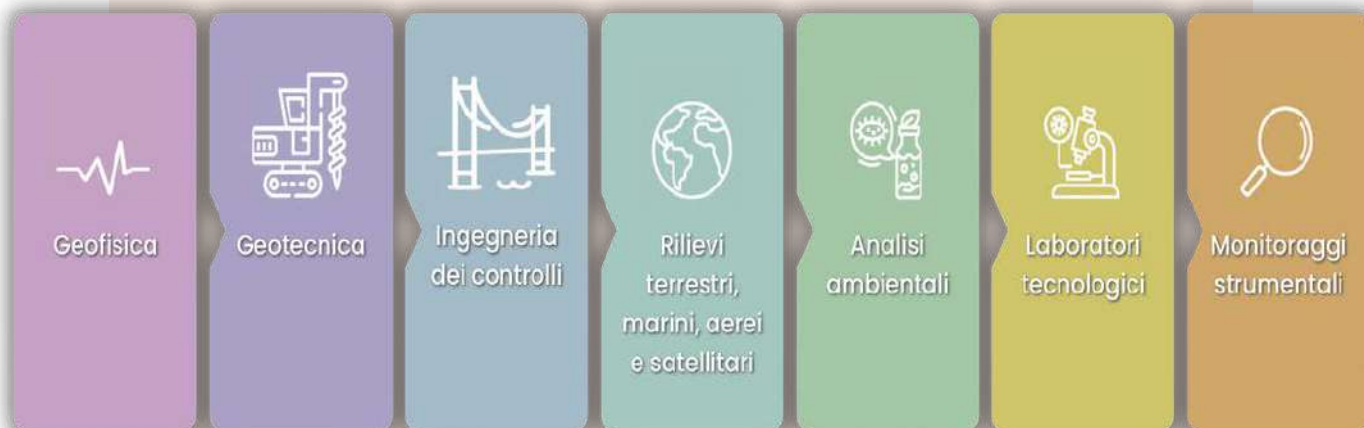 Geofisica
Geotecnica
Ingegneria
dei controlli
Rilievi
terrestri,
marini, aerei
e satellitari
Analisi
ambientali
Laboratori
tecnologici
Monitoraggi
strumentali